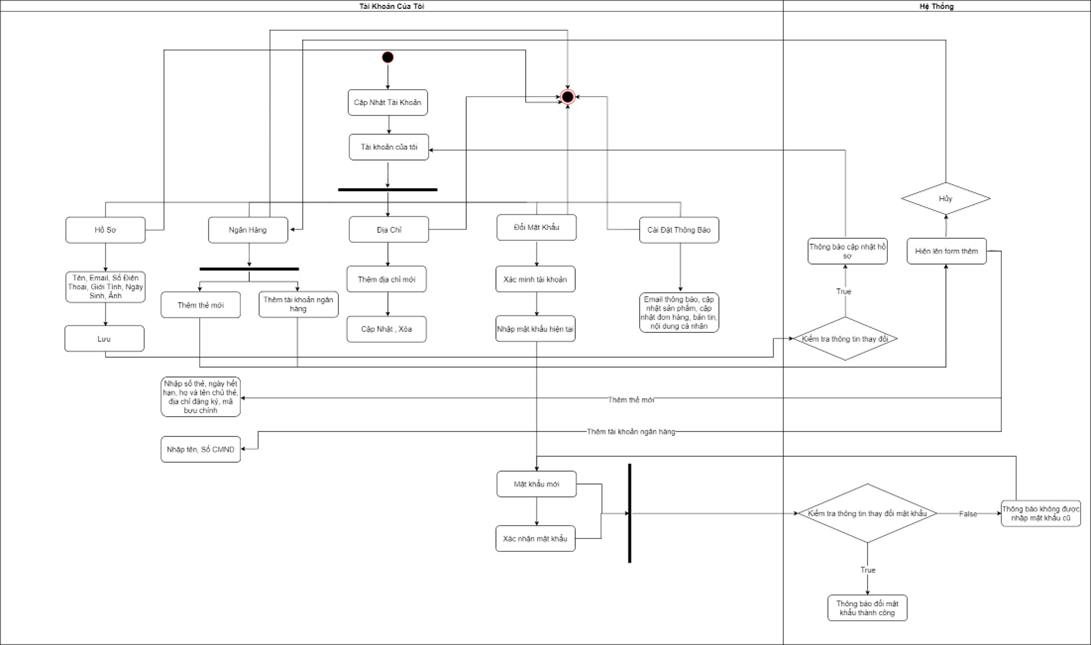 Tài Khoản Của Tôi
Hệ Thống
Cập Nhật Tài Khoản
Tài khoản của tôi
Hồ Sơ
Ngân Hàng
Địa Chỉ
Đổi Mật Khẩu
Cài Đặt Thông Báo
Hủy
Thông báo cập nhật hồ
sơ
Hiện lên form thêm
Tên, Email, Số Điện
Thoại, Giới Tính, Ngày
Sinh, Ảnh
Thêm thẻ mới
Thêm tài khoản ngân
hàng
Thêm địa chỉ mới
Xác minh tài khoản
Email thông báo, cập
nhật sản phẩm, cập
nhật đơn hàng, bản tin,
nội dung cá nhân
True
Lưu
Cập Nhật , Xóa
Nhập mật khẩu hiện tại
Kiểm tra thông tin thay đổi
Nhập số thẻ, ngày hết
hạn, họ và tên chủ thẻ,
địa chỉ đăng ký, mã
bưu chính
Thêm thẻ mới
Thêm tài khoản ngân hàng
Nhập tên, Số CMND
Mật khẩu mới
Xác nhận mật khẩu
Kiểm tra thông tin thay đổi mật khẩu
False
Thông báo không được
nhập mật khẩu cũ
True
Thông báo đổi mật
khẩu thành công